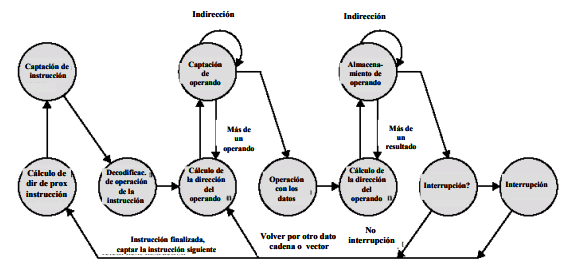 Indirección
Indirección
Captación de
instrucción
Captación
de
operando
Almacena-
miento de
operando
Más de
un
operando
Más de
un
resultado
Cálculo de
dir de prox
instrucción
Decodificac.
de operación
de la
instrucción
Cálculo de
la dirección
del
operando
Operación
con los
datos
Cálculo de
la dirección
del
operando
Interrupción?
Interrupción
Instrucción finalizada,
captar la instrucción siguiente
Volver por otro dato
cadena o vector
No
interrupción